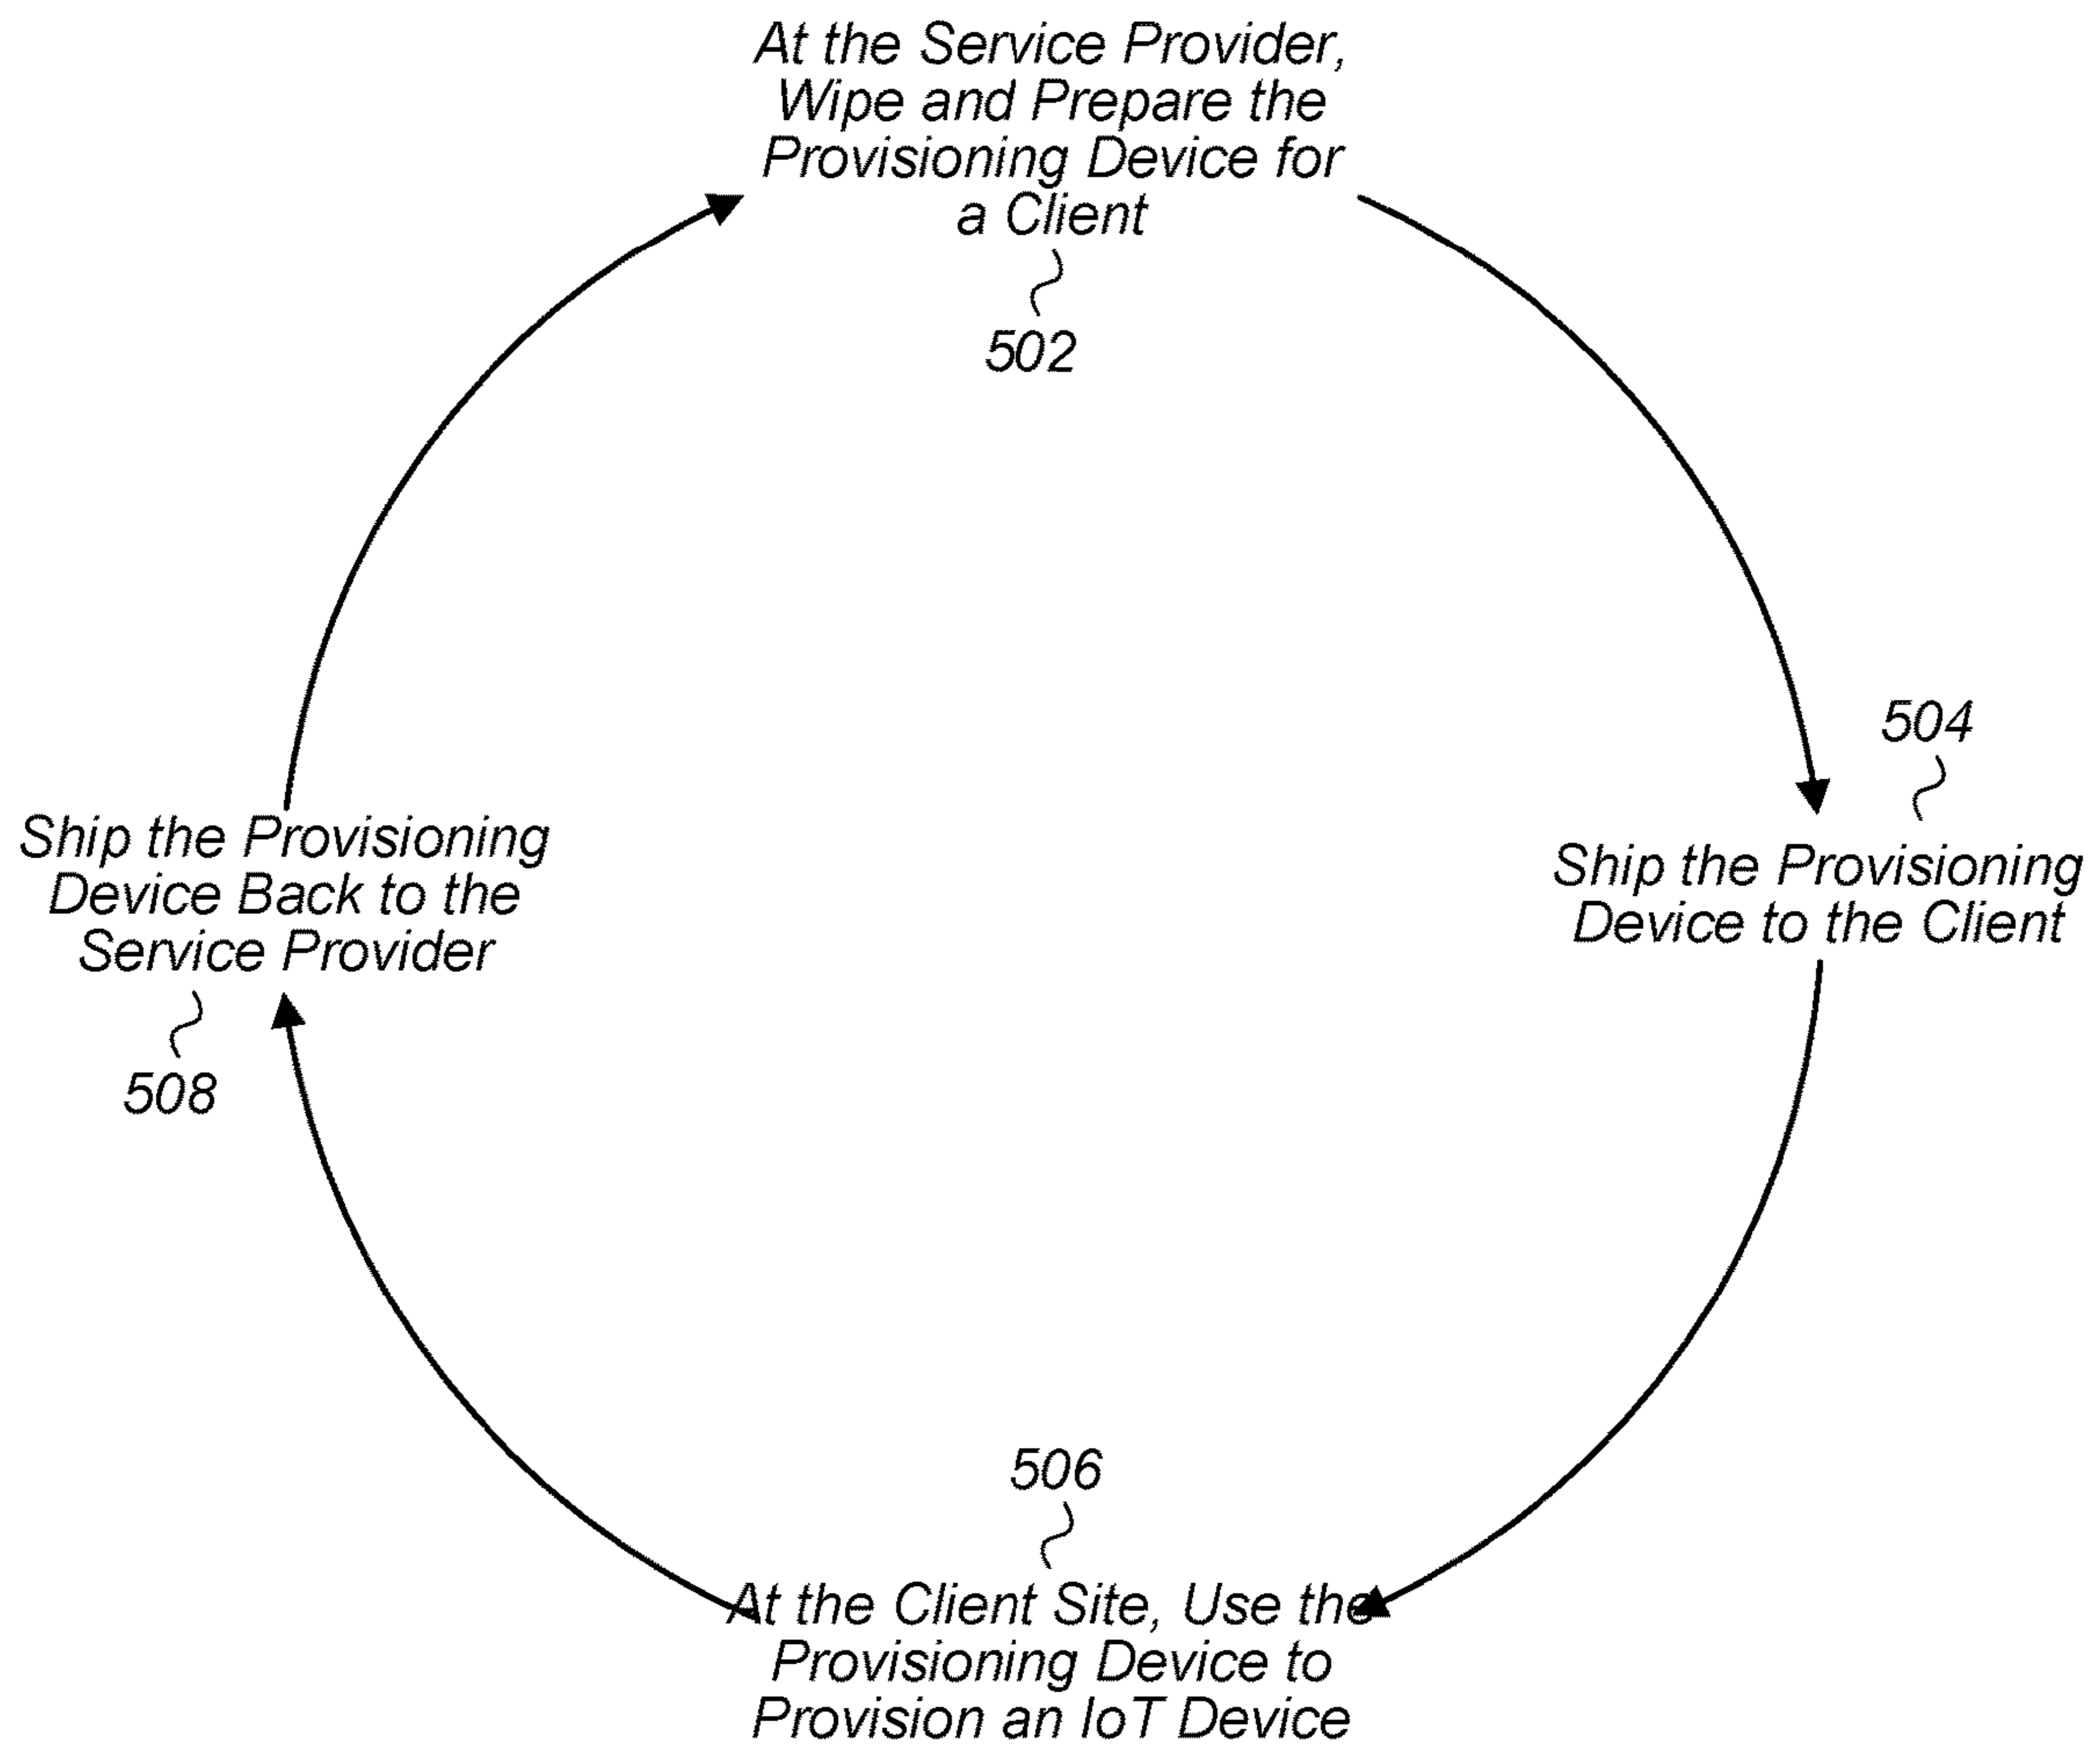 At the Service Provider,
Wipe and Prepare the
Provisioning Device for
a Client
502
504
Ship the Provisioning
Device to the Client
506
At the Client Site, Use the
Provisioning Device to
Provision an IoT Device
Ship the Provisioning
Device Back to the
Service Provider
508